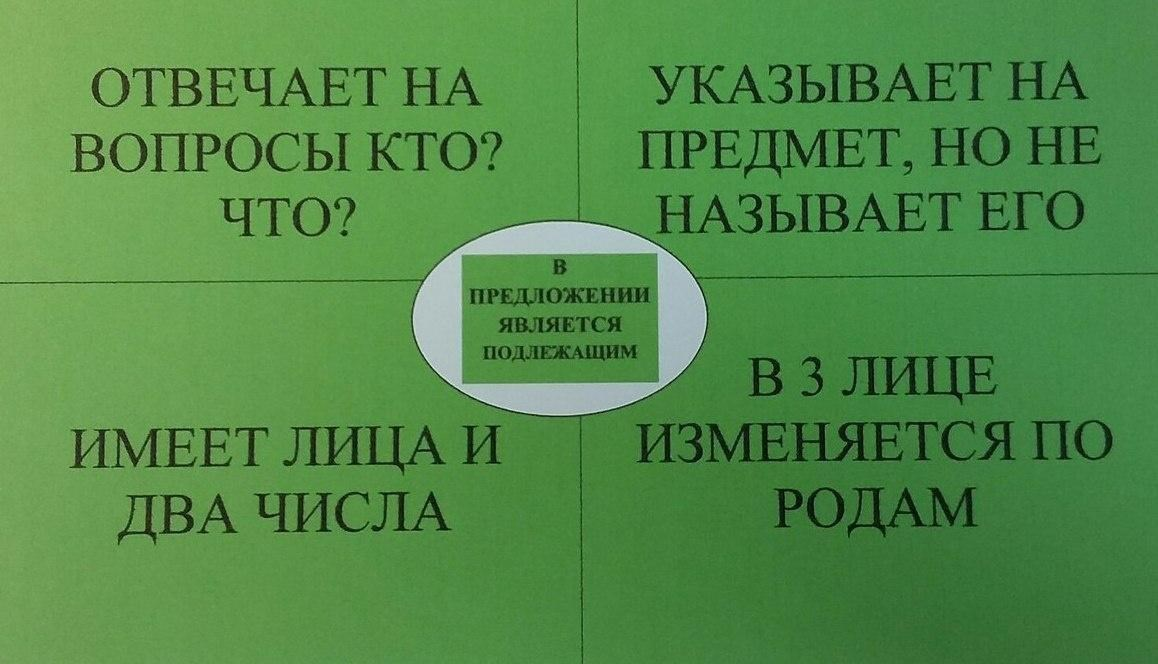 ОТВЕЧАЕТ НА
ВОПРОСЫ КТО?
ЧТО?
УКАЗЫВАЕТ НА
ПРЕДМЕТ, НО НЕ
НАЗЫВАЕТ ЕГО
В
ПРЕДЛОЖЕНИИ
ЯВЛЯЕТСЯ
ПОДЛЕЖАЩИМ
ИМЕЕТ ЛИЦА И
ДВА ЧИСЛА
В 3 ЛИЦЕ
ИЗМЕНЯЕТСЯ ПО
РОДАМ